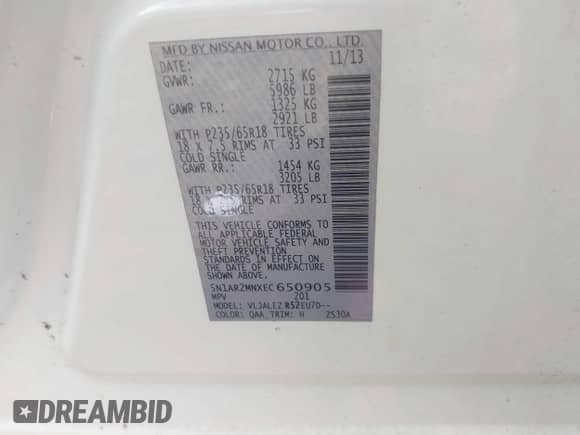 MFD BY NISSAN MOTOR CO., LTD.
DATE: 11/13
GVWR: 2715 KG
5986 LB
GAWR FR.: 1325 KG
2921 LB
WITH P235/65R18 TIRES
18 X 7.5 RIMS AT 33 PSI
COLD SINGLE
GAWR RR.: 1454 KG
3205 LB
WITH P235/65R18 TIRES
18 RIMS AT 33 PSI
COLD SINGLE
THIS VEHICLE CONFORMS TO
ALL APPLICABLE FEDERAL
MOTOR VEHICLE SAFETY AND
THEFT PREVENTION
STANDARDS IN EFFECT ON
THE DATE OF MANUFACTURE
SHOWN ABOVE.
5N1AR2MNXEC650905
MPV 201
MODEL: VLJALEZ R52EU7D--
COLOR: QAA TRIM: H 2S30A
DREAMBID